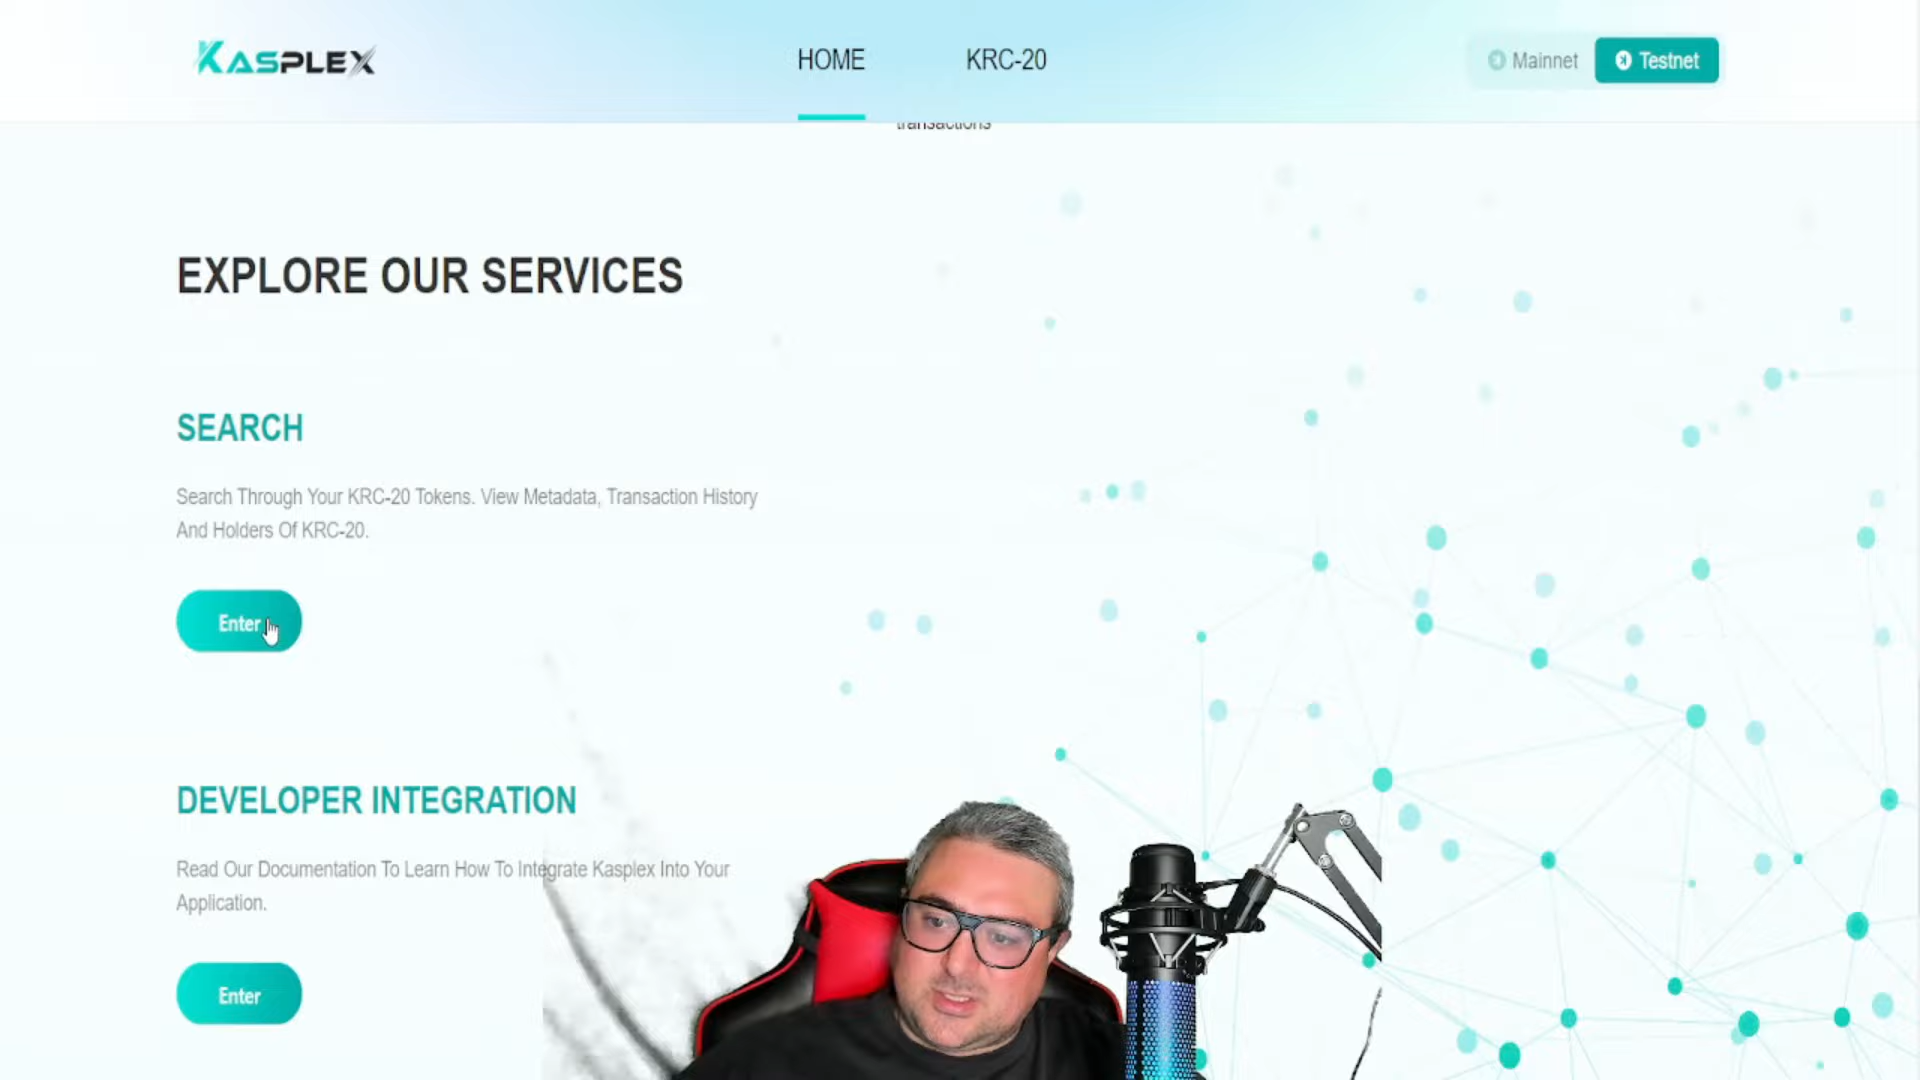 KASPLEX
HOME
KRC-20
Mainnet
Testnet
transactions
EXPLORE OUR SERVICES
SEARCH
Search Through Your KRC-20 Tokens. View Metadata, Transaction History
And Holders Of KRC-20.
Enter
DEVELOPER INTEGRATION
Read Our Documentation To Learn How To Integrate Kasplex Into Your
Application.
Enter